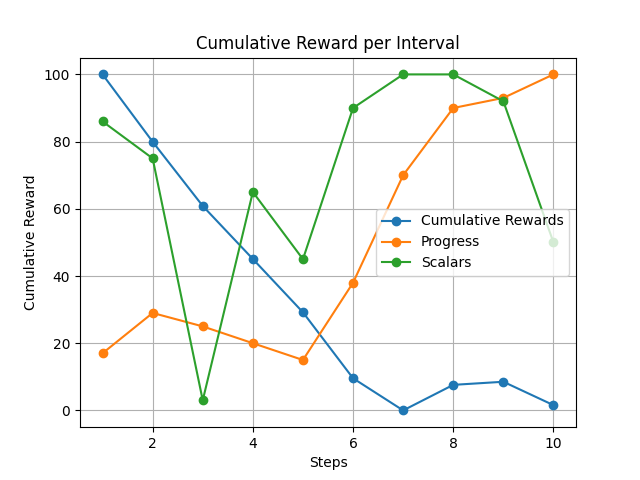 Cumulative Reward per Interval
Cumulative Reward
100
80
60
40
20
0
Cumulative Rewards
Progress
Scalars
2 4 6 8 10
Steps